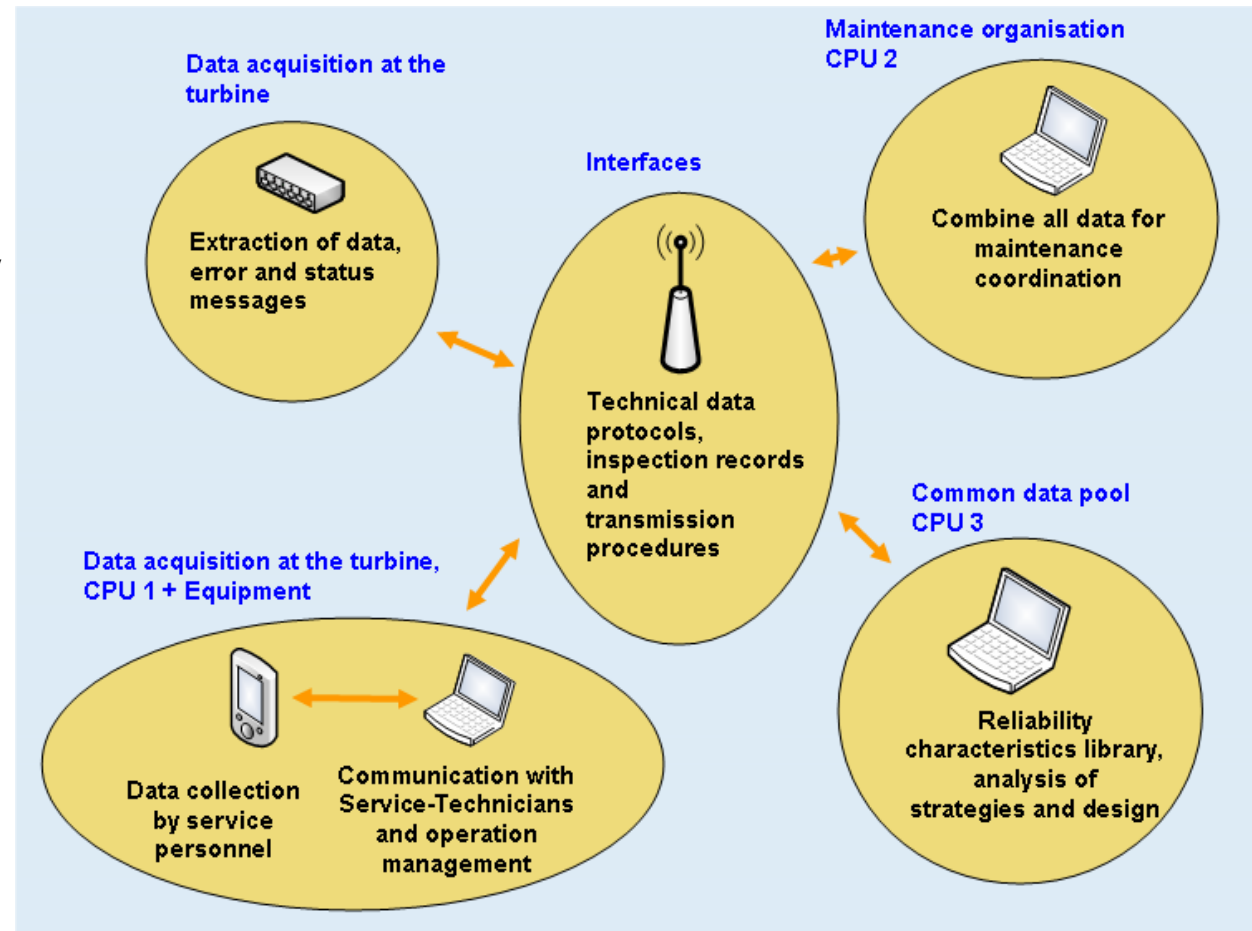 Data acquisition at the
turbine
Extraction of data,
error and status
messages
Interfaces
Technical data
protocols,
inspection records
and
transmission
procedures
Maintenance organisation
CPU 2
Combine all data for
maintenance
coordination
Data acquisition at the turbine,
CPU 1 + Equipment
Data collection
by service
personnel
Communication with
Service-Technicians
and operation
management
Common data pool
CPU 3
Reliability
characteristics library,
analysis of
strategies and design